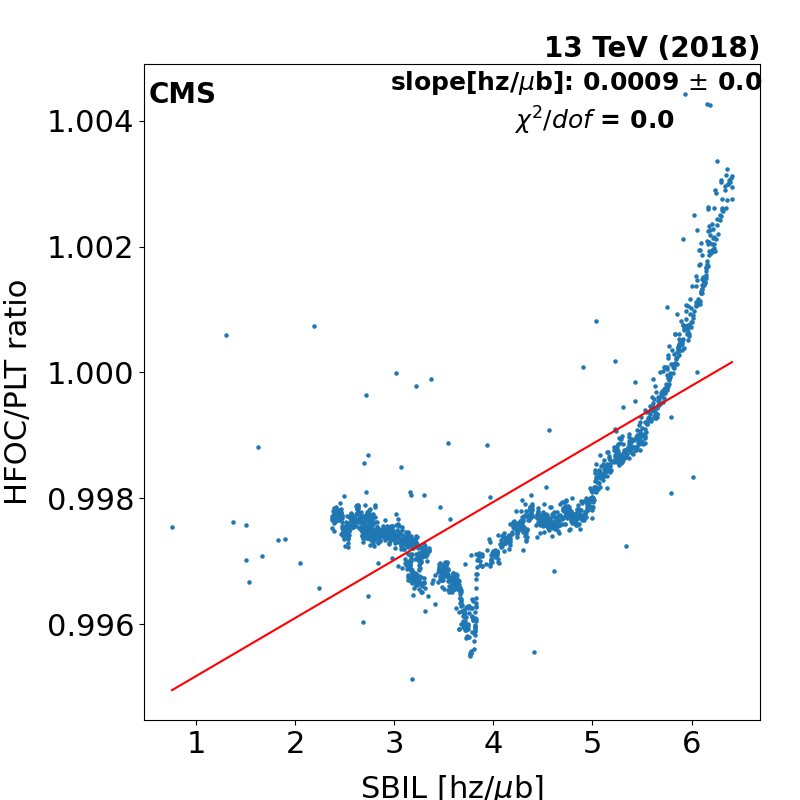 13 TeV (2018)
CMS
slope[hz/μb]: 0.0009 ± 0.0
χ²/dof = 0.0
HFOC/PLT ratio
1.004
1.002
1.000
0.998
0.996
1 2 3 4 5 6
SBIL [hz/μb]